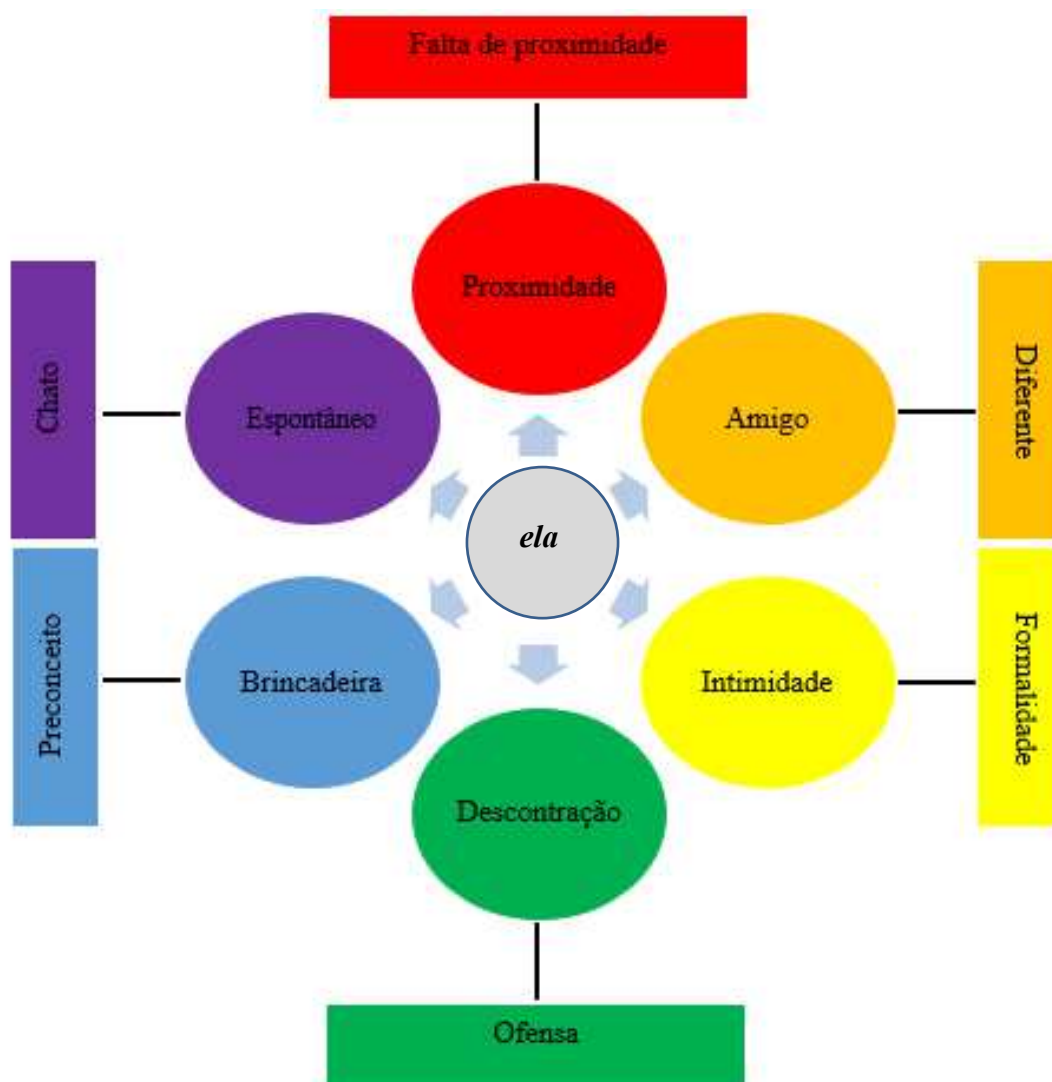 Falta de proximidade
Proximidade
Chato
Espontâneo
Amigo
Diferente
ela
Preconceito
Brincadeira
Intimidade
Formalidade
Descontração
Ofensa